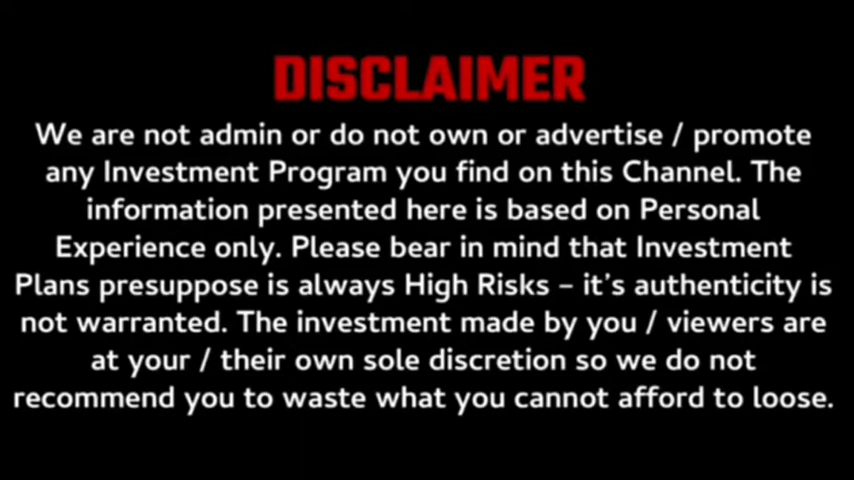 DISCLAIMER
We are not admin or do not own or advertise / promote
any Investment Program you find on this Channel. The
information presented here is based on Personal
Experience only. Please bear in mind that Investment
Plans presuppose is always High Risks – it's authenticity is
not warranted. The investment made by you / viewers are
at your / their own sole discretion so we do not
recommend you to waste what you cannot afford to loose.